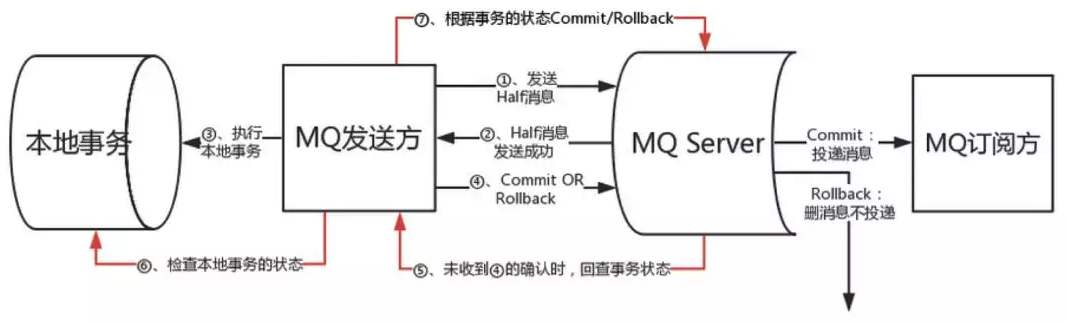 ⑦、根据事务的状态Commit/Rollback
①、发送
Half消息
本地事务
③、执行
本地事务
MQ发送方
②、Half消息
发送成功
MQ Server
Commit：
投递消息
MQ订阅方
④、Commit OR
Rollback
Rollback：
删消息不投递
⑥、检查本地事务的状态
⑤、未收到④的确认时，回查事务状态